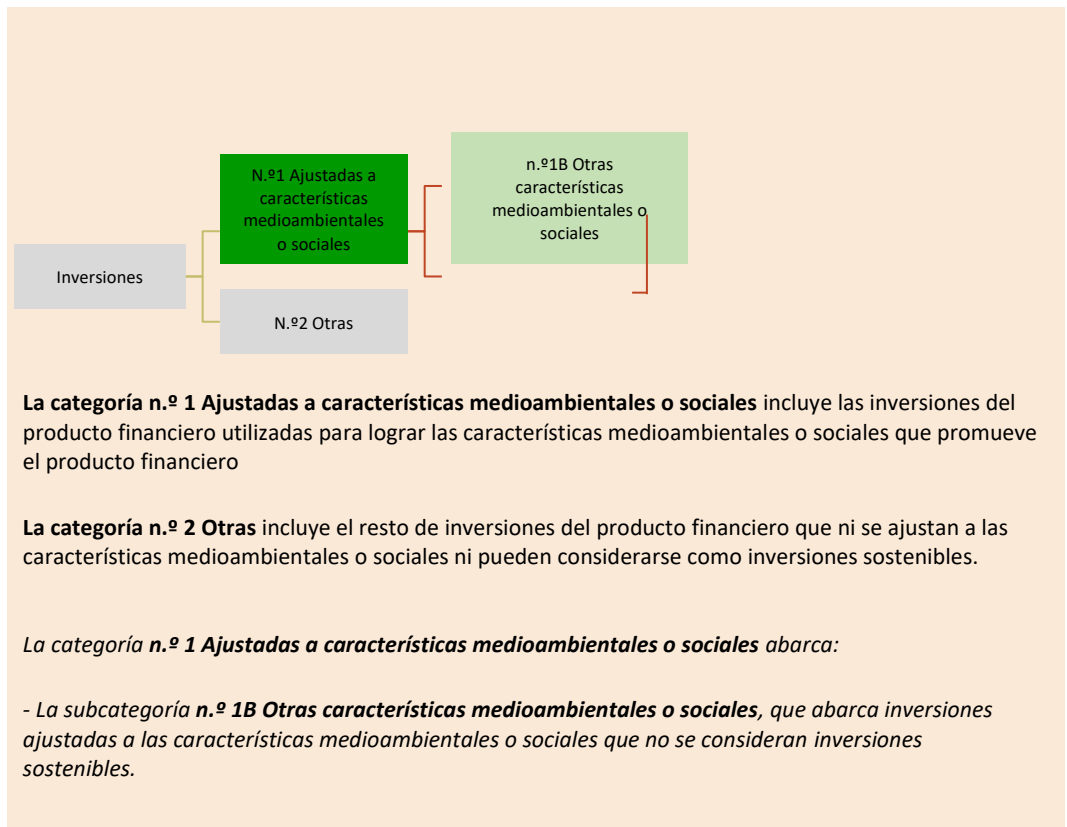 N.º1 Ajustadas a
características
medioambientales
o sociales
n.º1B Otras
características
medioambientales o
sociales
Inversiones
N.º2 Otras
La categoría n.º 1 Ajustadas a características medioambientales o sociales incluye las inversiones del
producto financiero utilizadas para lograr las características medioambientales o sociales que promueve
el producto financiero
La categoría n.º 2 Otras incluye el resto de inversiones del producto financiero que ni se ajustan a las
características medioambientales o sociales ni pueden considerarse como inversiones sostenibles.
La categoría n.º 1 Ajustadas a características medioambientales o sociales abarca:
- La subcategoría n.º 1B Otras características medioambientales o sociales, que abarca inversiones
ajustadas a las características medioambientales o sociales que no se consideran inversiones
sostenibles.